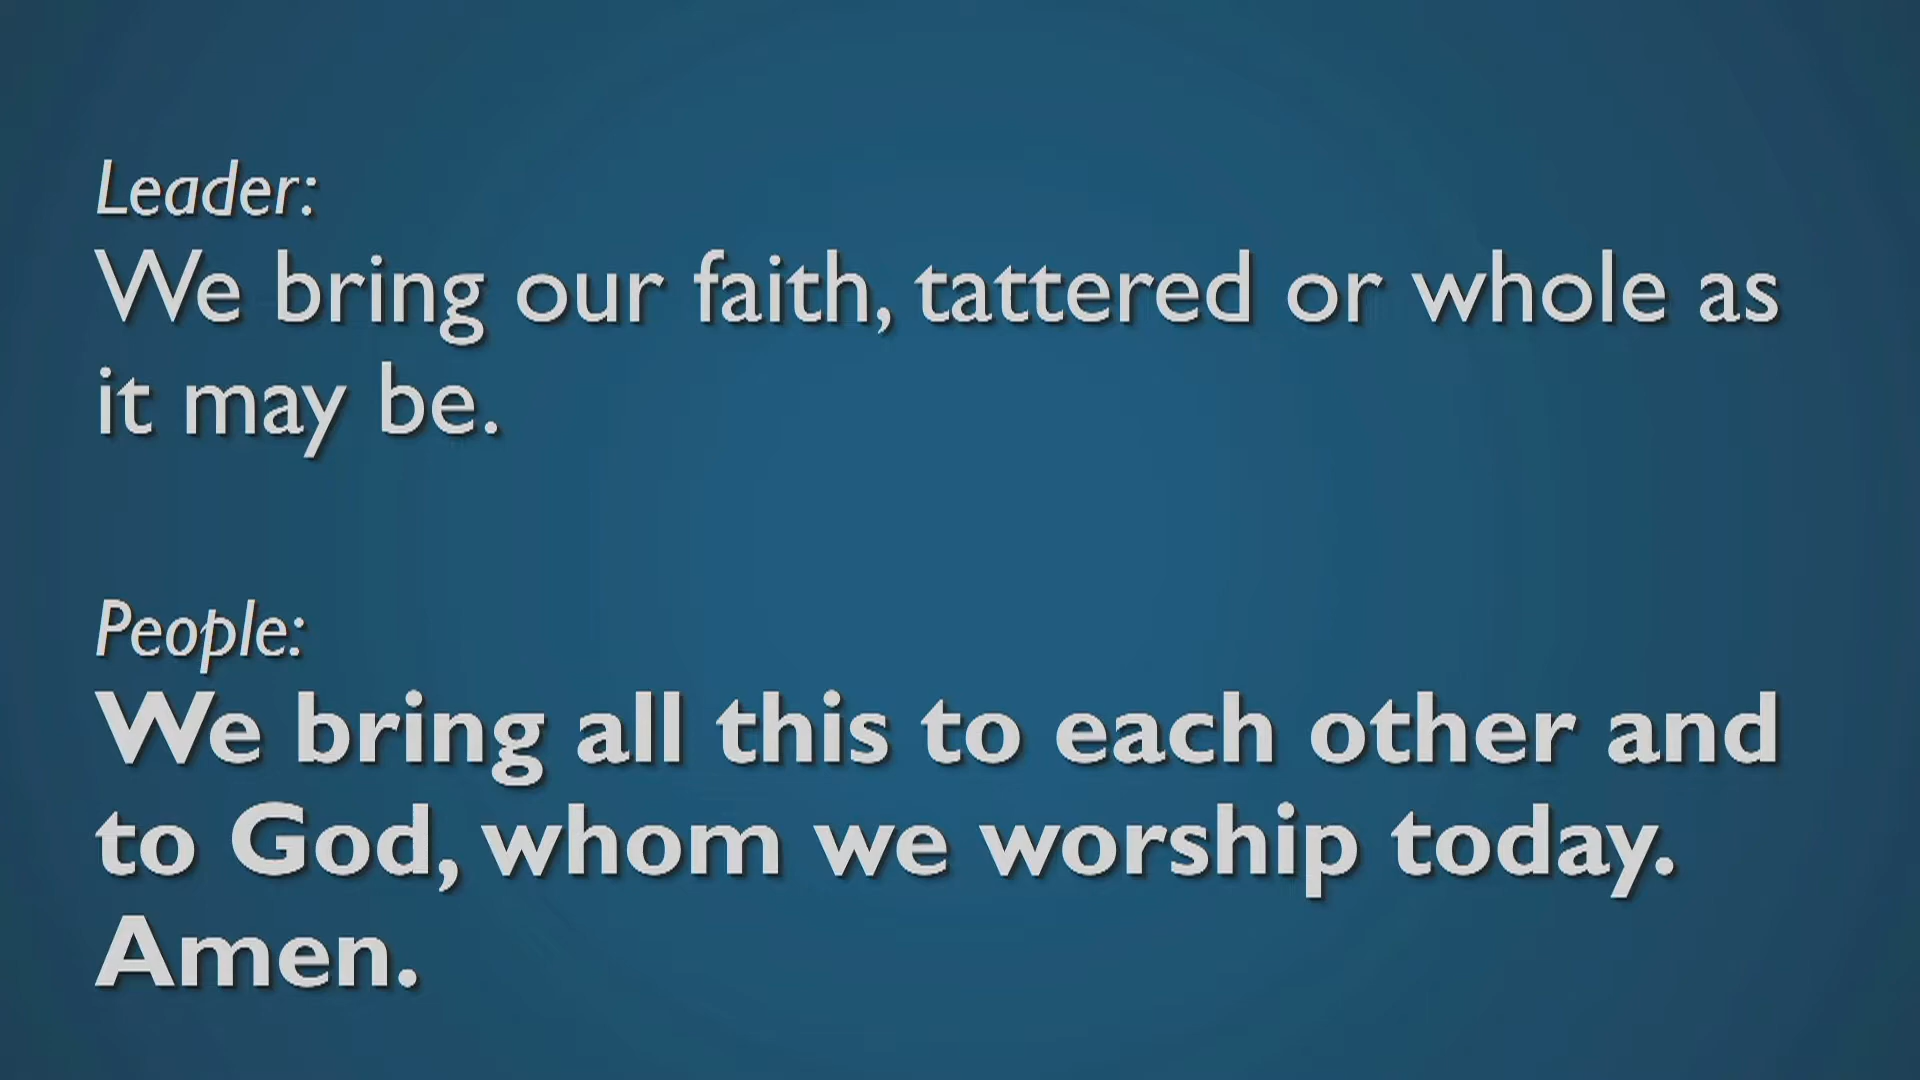 Leader:
We bring our faith, tattered or whole as
it may be.
People:
We bring all this to each other and
to God, whom we worship today.
Amen.